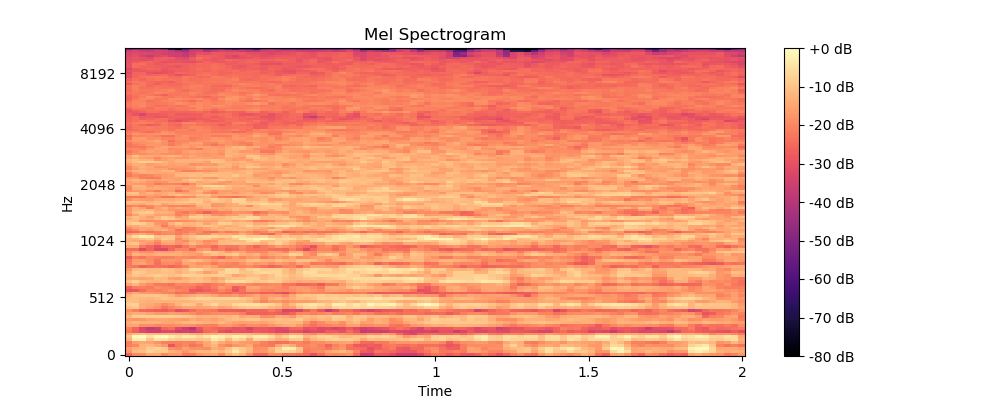 Mel Spectrogram
Hz
8192
4096
2048
1024
512
0
0
0.5
1
1.5
2
Time
+0 dB
-10 dB
-20 dB
-30 dB
-40 dB
-50 dB
-60 dB
-70 dB
-80 dB